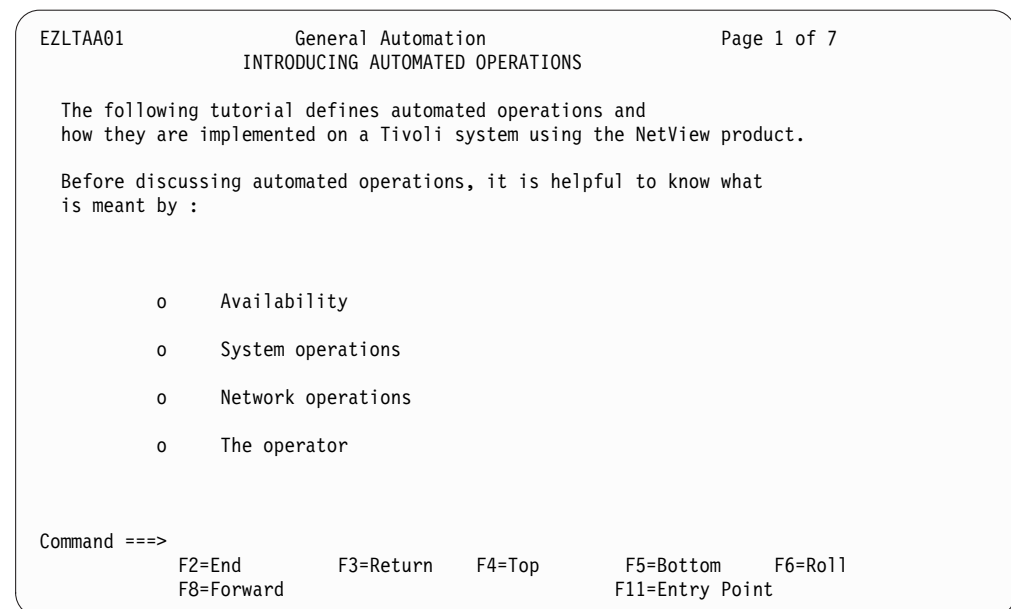 EZLTAA01 General Automation Page 1 of 7
INTRODUCING AUTOMATED OPERATIONS
The following tutorial defines automated operations and
how they are implemented on a Tivoli system using the NetView product.
Before discussing automated operations, it is helpful to know what
is meant by :
o Availability
o System operations
o Network operations
o The operator
Command ===>
F2=End F3=Return F4=Top F5=Bottom F6=Roll
F8=Forward F11=Entry Point